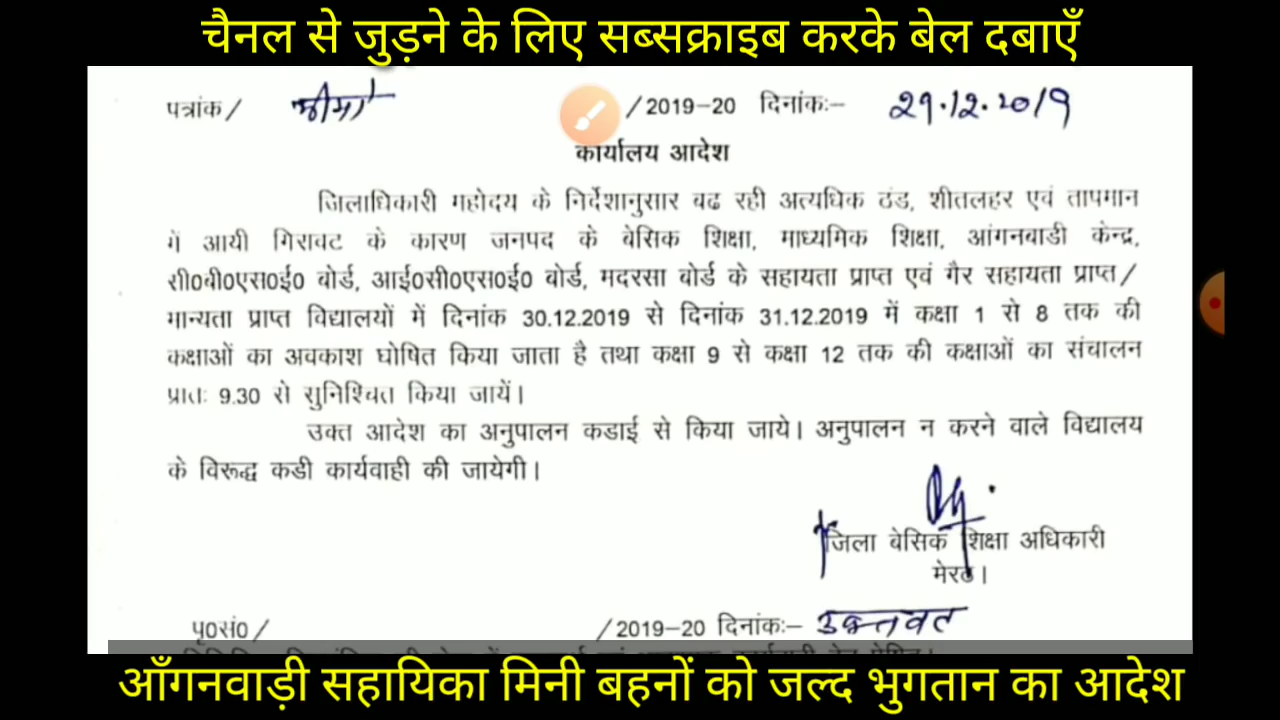 चैनल से जुड़ने के लिए सब्सक्राइब करके बेल दबाएँ
पत्रांक / /2019-20 दिनांकः- 29.12.2019
कार्यालय आदेश
जिलाधिकारी महोदय के निर्देशानुसार बढ रही अत्यधिक ठंड, शीतलहर एवं तापमान
में आयी गिरावट के कारण जनपद के बेसिक शिक्षा, माध्यमिक शिक्षा, आंगनबाडी केन्द्र,
सी0बी0एस0ई0 बोर्ड, आई0सी0एस0ई0 बोर्ड, मदरसा बोर्ड के सहायता प्राप्त एवं गैर सहायता प्राप्त/
मान्यता प्राप्त विद्यालयों में दिनांक 30.12.2019 से दिनांक 31.12.2019 में कक्षा 1 से 8 तक की
कक्षाओं का अवकाश घोषित किया जाता है तथा कक्षा 9 से कक्षा 12 तक की कक्षाओं का संचालन
प्रातः 9.30 से सुनिश्चित किया जायें।
उक्त आदेश का अनुपालन कडाई से किया जाये। अनुपालन न करने वाले विद्यालय
के विरूद्ध कडी कार्यवाही की जायेगी।
जिला बेसिक शिक्षा अधिकारी
मेरठ।
पृ0सं0/ /2019-20 दिनांकः- उक्तवत
आँगनवाड़ी सहायिका मिनी बहनों को जल्द भुगतान का आदेश